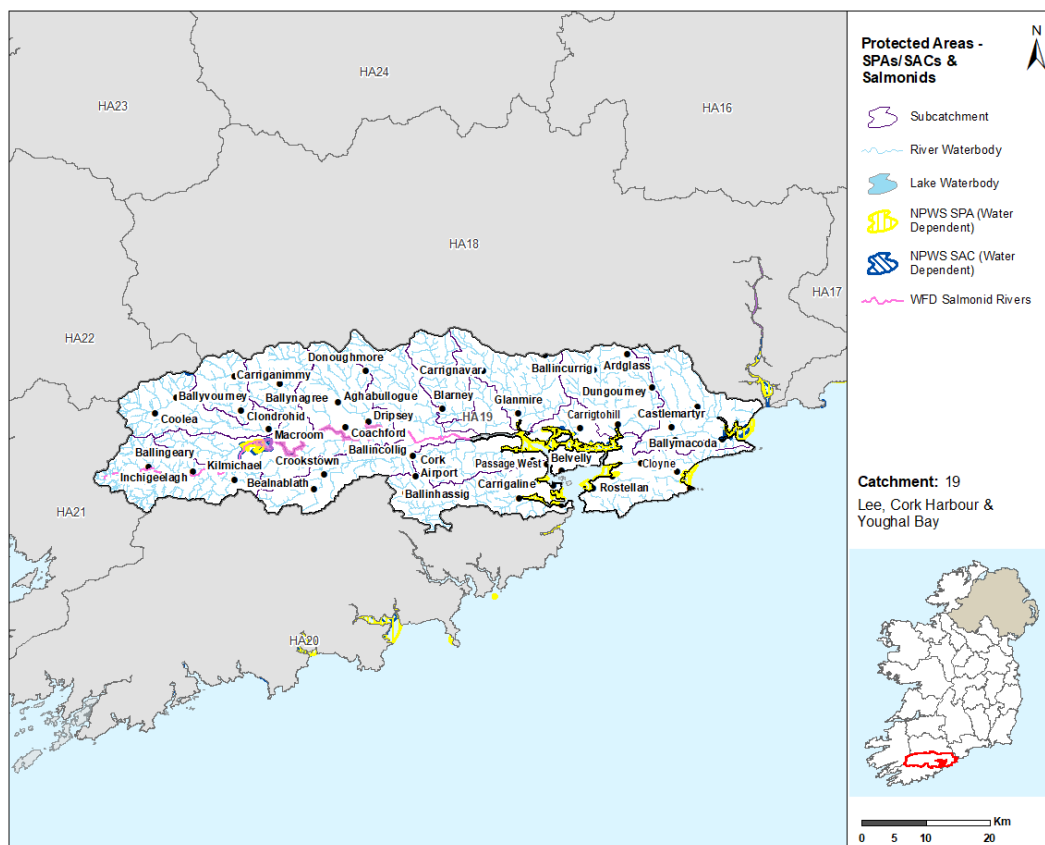 HA24
HA23
HA16
HA18
HA17
HA22
Donoughmore
Carriganimmy
Carrignavar
Ballincurrig
Ardglass
Ballyvourney
Ballynagree
Aghabullogue
Blarney
Dungourney
Glanmire
Coolea
Clondrohid
Dripsey
HA19
Carrigtohill
Castlemartyr
Macroom
Coachford
Ballingeary
Ballincollig
Ballymacoda
Kilmichael
Crookstown
Cork
Airport
Passage West
Belvelly
Cloyne
Inchigeelagh
Bealnablath
Carngaline
Rostellan
Ballinhassig
HA21
HA20
Protected Areas -
SPAs/SACs &
Salmonids
N
Subcatchment
River Waterbody
Lake Waterbody
NPWS SPA (Water
Dependent)
NPWS SAC (Water
Dependent)
WFD Salmonid Rivers
Catchment: 19
Lee, Cork Harbour &
Youghal Bay
Km
0 5 10 20